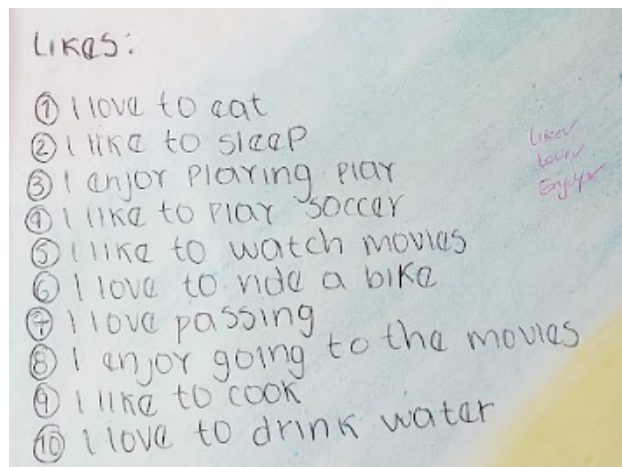 Likes:
① I love to eat
② I like to sleep
③ I enjoy playing play
④ I like to play soccer
⑤ I like to watch movies
⑥ I love to ride a bike
⑦ I love passing
⑧ I enjoy going to the movies
⑨ I like to cook
⑩ I love to drink water
Like✓
Love✓
Enjoy✓